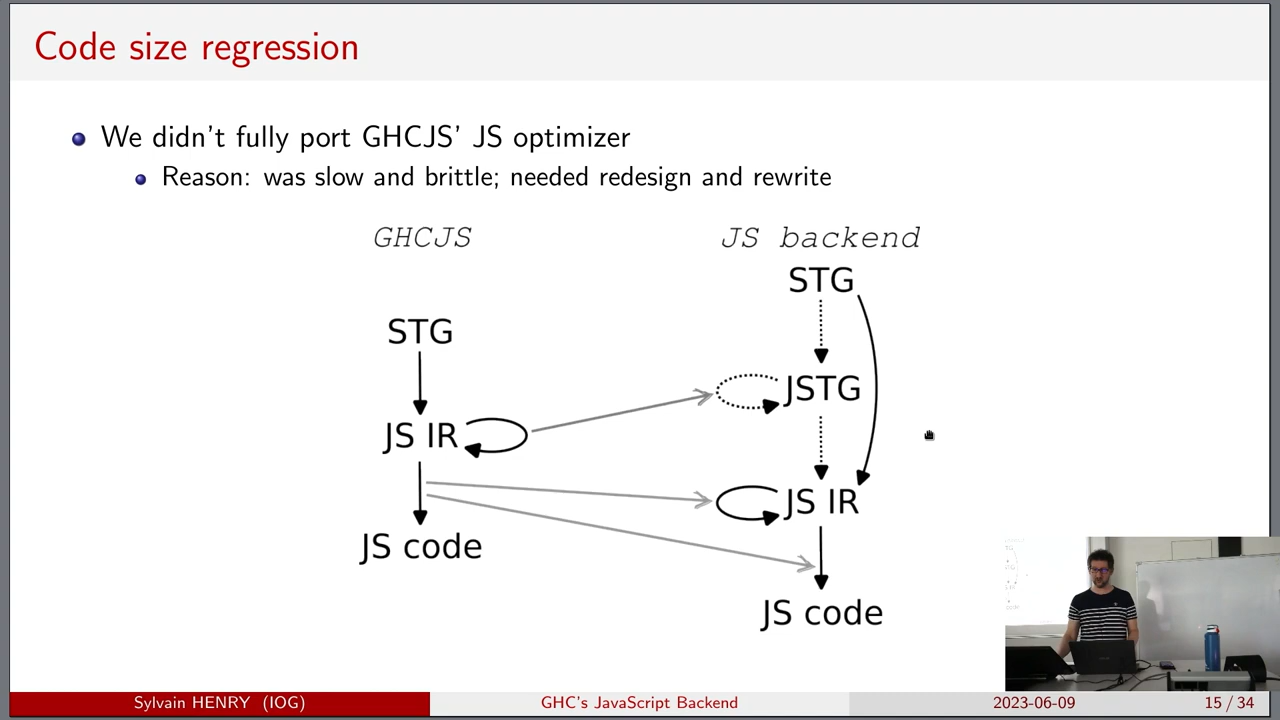 Code size regression
We didn't fully port GHCJS' JS optimizer
Reason: was slow and brittle; needed redesign and rewrite
GHCJS
JS backend
STG
JS IR
JS code
STG
JSTG
JS IR
JS code
Sylvain HENRY (IOG)
GHC's JavaScript Backend
2023-06-09
15 / 34